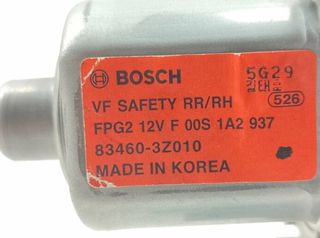 BOSCH 5G29
VF SAFETY RR/RH 526
FPG2 12V F 00S 1A2 937
83460-3Z010
MADE IN KOREA